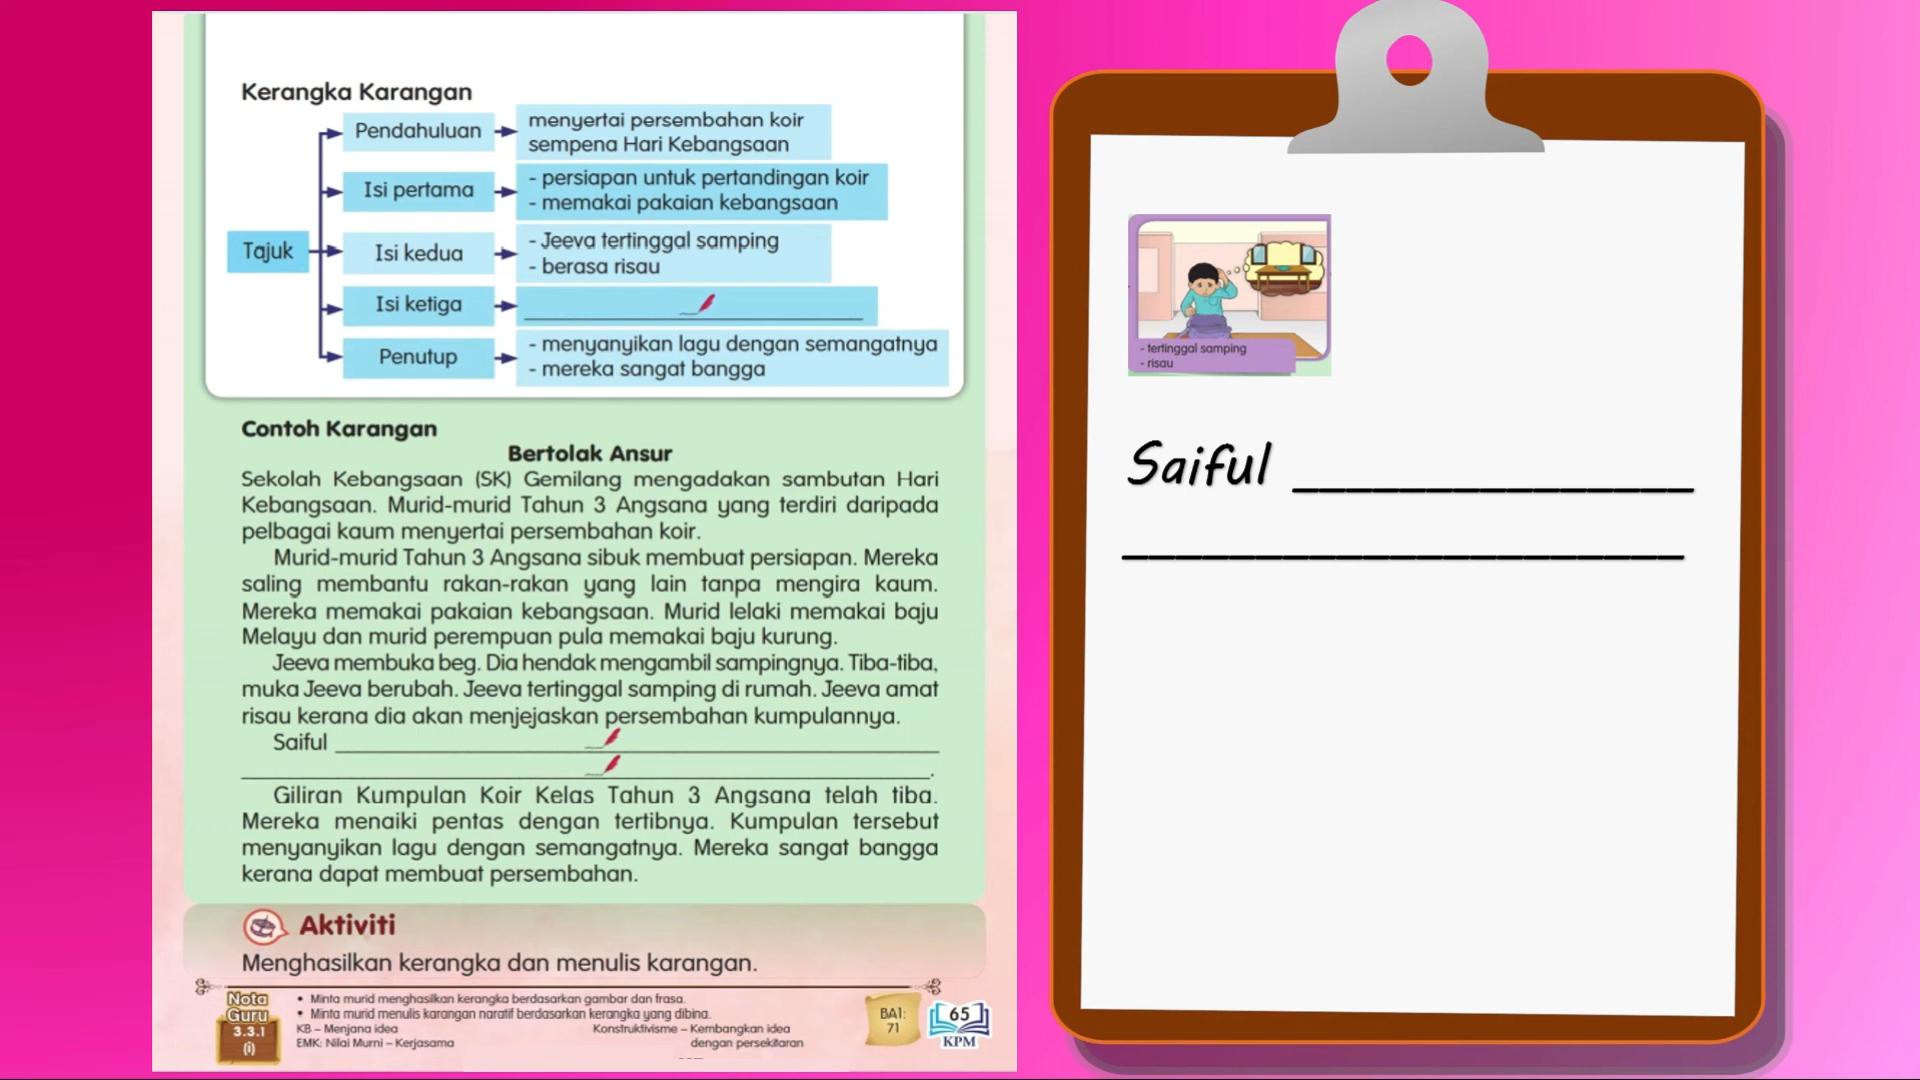 Kerangka Karangan
Tajuk
Pendahuluan
menyertai persembahan koir
sempena Hari Kebangsaan
Isi pertama
- persiapan untuk pertandingan koir
- memakai pakaian kebangsaan
Isi kedua
- Jeeva tertinggal samping
- berasa risau
Isi ketiga
Penutup
- menyanyikan lagu dengan semangatnya
- mereka sangat bangga
Contoh Karangan
Bertolak Ansur
Sekolah Kebangsaan (SK) Gemilang mengadakan sambutan Hari
Kebangsaan. Murid-murid Tahun 3 Angsana yang terdiri daripada
pelbagai kaum menyertai persembahan koir.
Murid-murid Tahun 3 Angsana sibuk membuat persiapan. Mereka
saling membantu rakan-rakan yang lain tanpa mengira kaum.
Mereka memakai pakaian kebangsaan. Murid lelaki memakai baju
Melayu dan murid perempuan pula memakai baju kurung.
Jeeva membuka beg. Dia hendak mengambil sampingnya. Tiba-tiba,
muka Jeeva berubah. Jeeva tertinggal samping di rumah. Jeeva amat
risau kerana dia akan menjejaskan persembahan kumpulannya.
Saiful ____________
____________.
Giliran Kumpulan Koir Kelas Tahun 3 Angsana telah tiba.
Mereka menaiki pentas dengan tertibnya. Kumpulan tersebut
menyanyikan lagu dengan semangatnya. Mereka sangat bangga
kerana dapat membuat persembahan.
Aktiviti
Menghasilkan kerangka dan menulis karangan.
Nota
Guru
3.3.1
(i)
• Minta murid menghasilkan kerangka berdasarkan gambar dan frasa.
• Minta murid menulis karangan naratif berdasarkan kerangka yang dibina.
KB – Menjana idea
EMK: Nilai Murni – Kerjasama
Konstruktivisme – Kembangkan idea
dengan persekitaran
BA1:
71
65
KPM
- tertinggal samping
- risau
Saiful _______________
_____________________